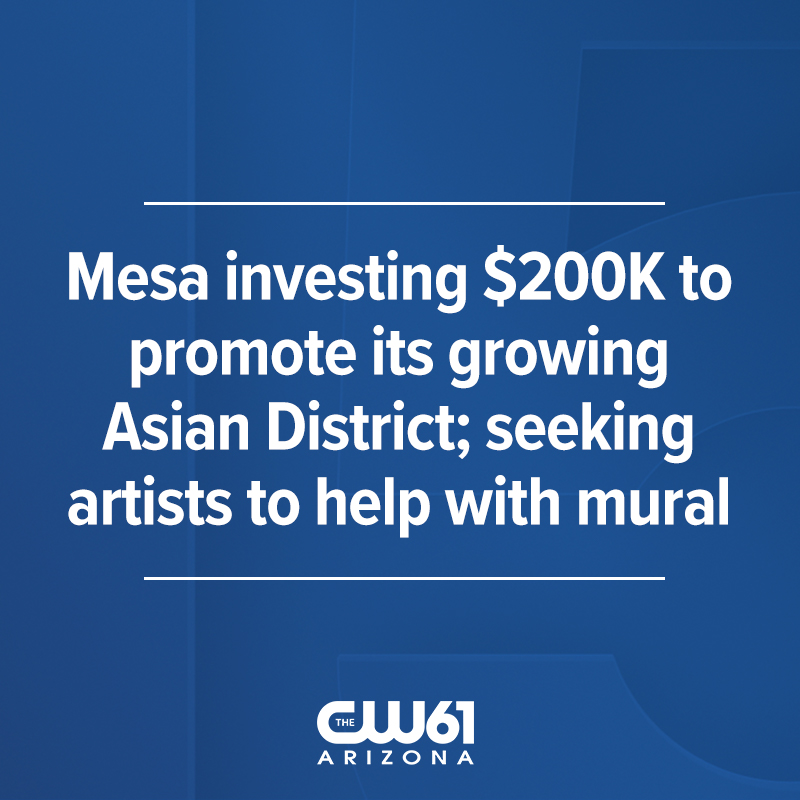 Mesa investing $200K to
promote its growing
Asian District; seeking
artists to help with mural
THE CW61
ARIZONA